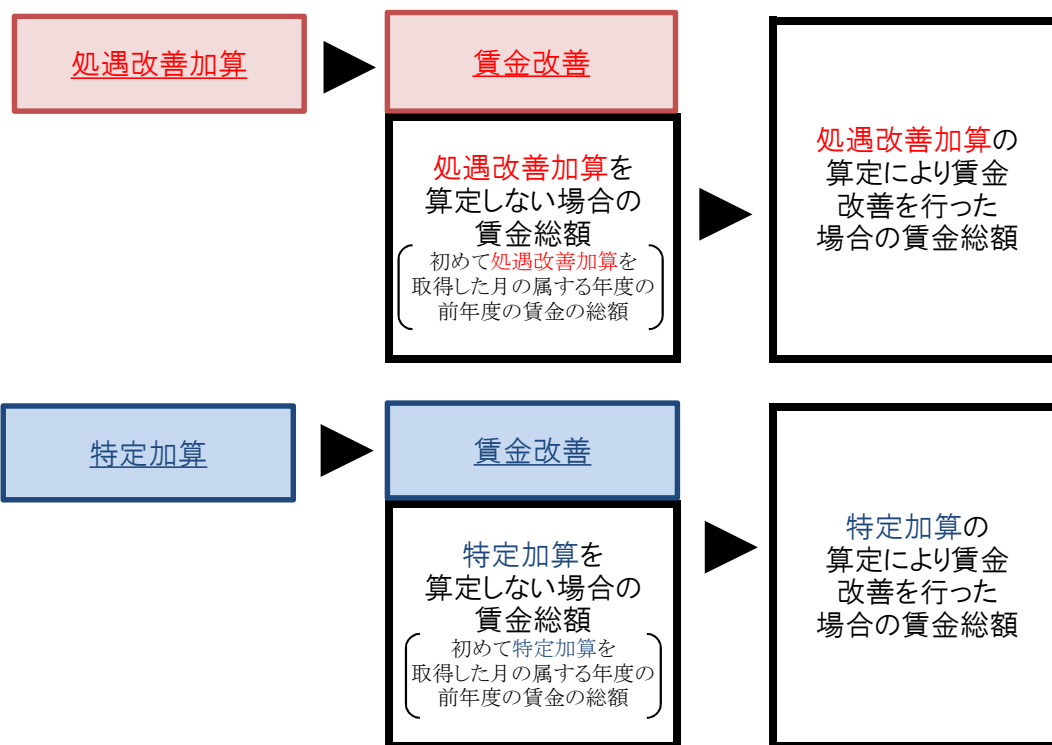 処遇改善加算
賃金改善
処遇改善加算を
算定しない場合の
賃金総額
初めて処遇改善加算を
取得した月の属する年度の
前年度の賃金の総額
処遇改善加算の
算定により賃金
改善を行った
場合の賃金総額
特定加算
賃金改善
特定加算を
算定しない場合の
賃金総額
初めて特定加算を
取得した月の属する年度の
前年度の賃金の総額
特定加算の
算定により賃金
改善を行った
場合の賃金総額